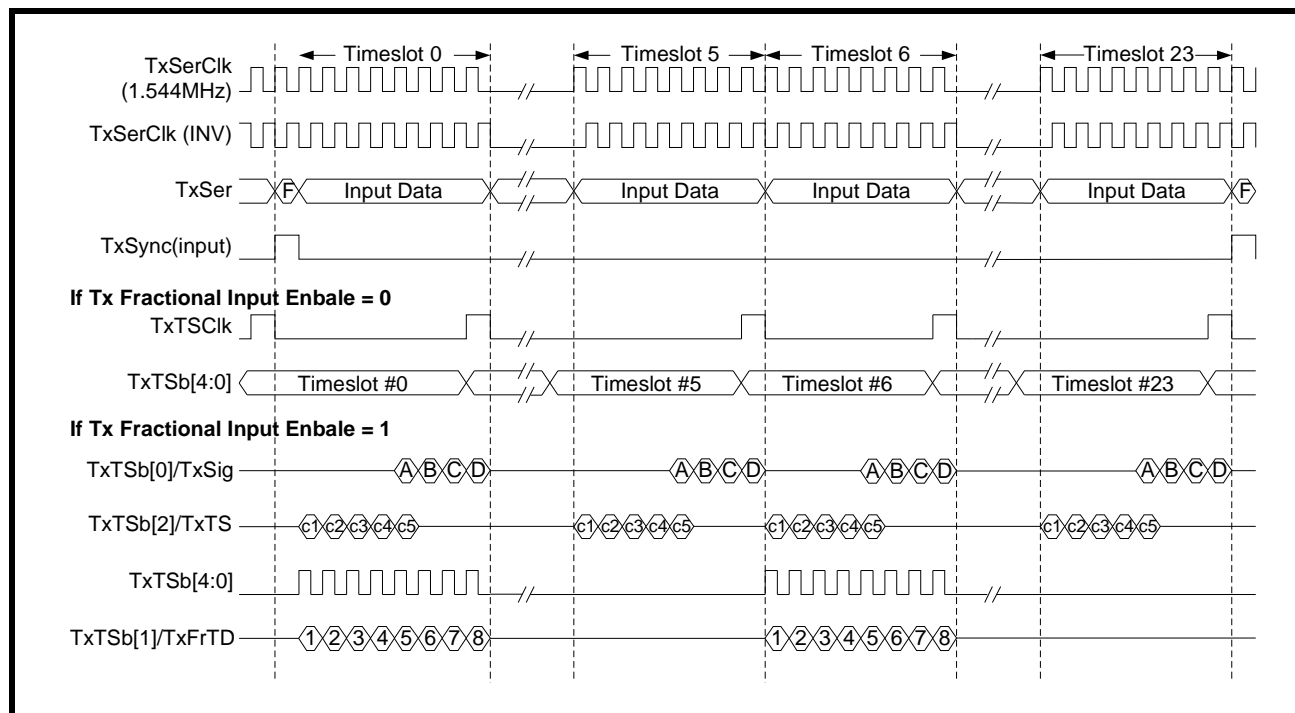 Timeslot 0 Timeslot 5 Timeslot 6 Timeslot 23
TxSerClk
(1.544MHz)
TxSerClk (INV)
TxSer F Input Data Input Data Input Data Input Data F
TxSync(input)
If Tx Fractional Input Enbale = 0
TxTSClk
TxTSb[4:0] Timeslot #0 Timeslot #5 Timeslot #6 Timeslot #23
If Tx Fractional Input Enbale = 1
TxTSb[0]/TxSig A B C D A B C D A B C D A B C D
TxTSb[2]/TxTS c1 c2 c3 c4 c5 c1 c2 c3 c4 c5 c1 c2 c3 c4 c5 c1 c2 c3 c4 c5
TxTSb[4:0]
TxTSb[1]/TxFrTD 1 2 3 4 5 6 7 8 1 2 3 4 5 6 7 8